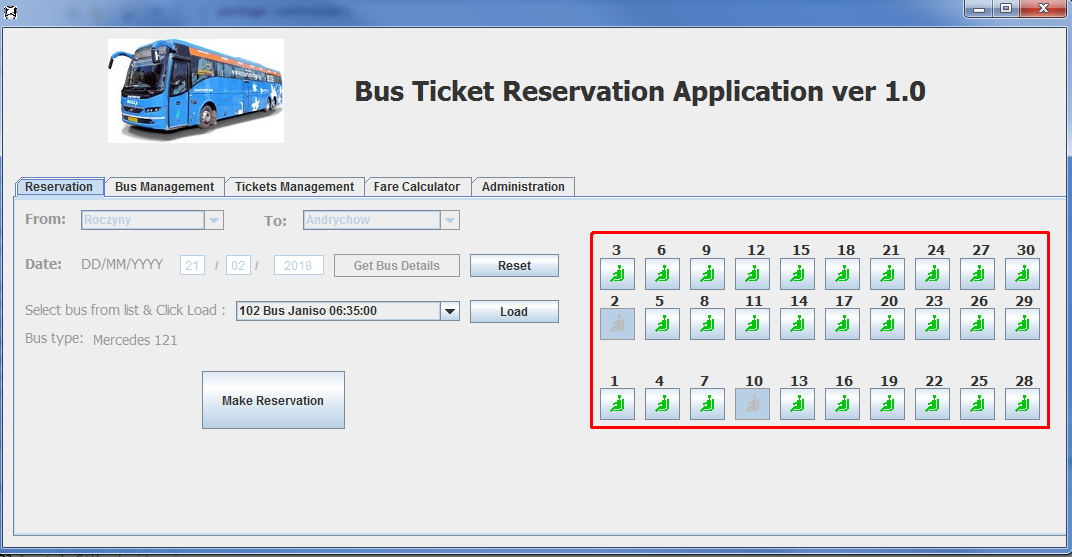 Bus Ticket Reservation Application ver 1.0
Reservation Bus Management Tickets Management Fare Calculator Administration
From: Roczyny To: Andrychow
Date: DD/MM/YYYY 21 / 02 / 2018 Get Bus Details Reset
Select bus from list & Click Load : 102 Bus Janiso 06:35:00 Load
Bus type: Mercedes 121
Make Reservation
3 6 9 12 15 18 21 24 27 30
2 5 8 11 14 17 20 23 26 29
1 4 7 10 13 16 19 22 25 28